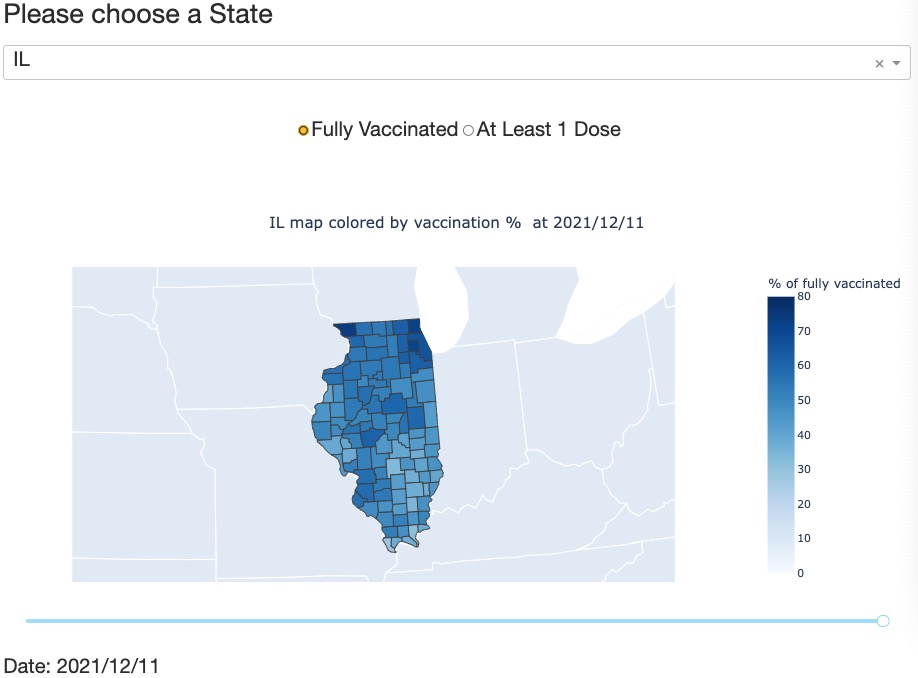 Please choose a State
IL
Fully Vaccinated At Least 1 Dose
IL map colored by vaccination % at 2021/12/11
% of fully vaccinated
80
70
60
50
40
30
20
10
0
Date: 2021/12/11